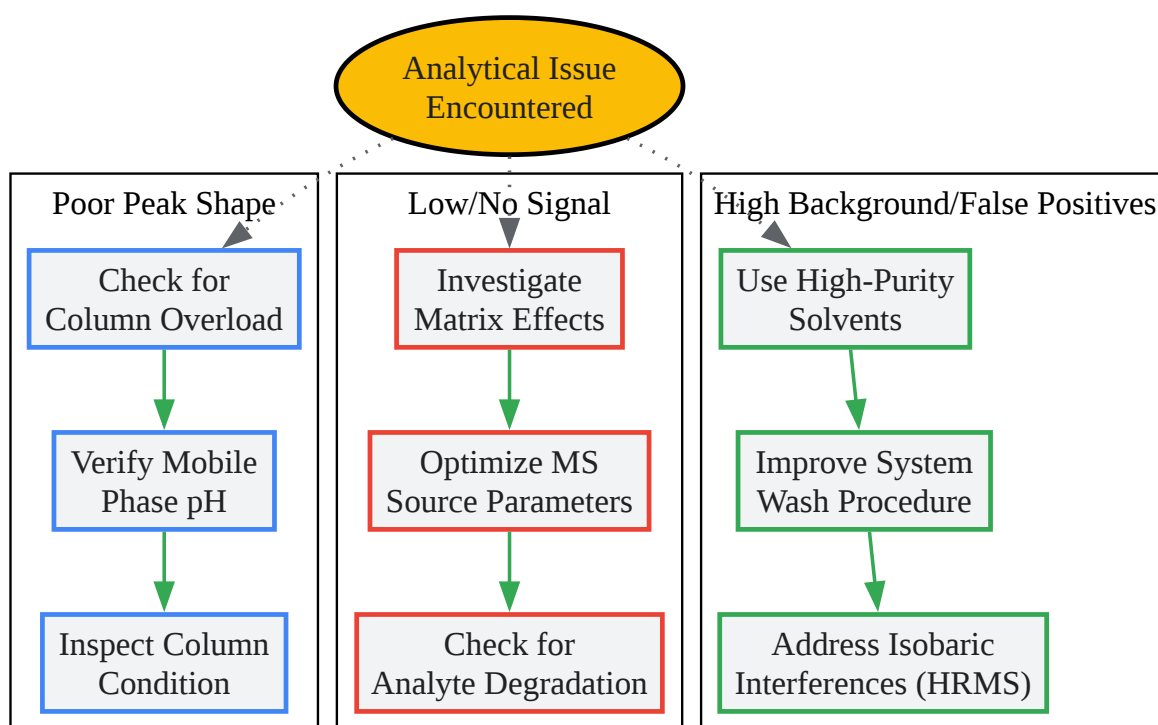 Analytical Issue
Encountered
Poor Peak Shape
Check for
Column Overload
Verify Mobile
Phase pH
Inspect Column
Condition
Low/No Signal
Investigate
Matrix Effects
Optimize MS
Source Parameters
Check for
Analyte Degradation
High Background/False Positives
Use High-Purity
Solvents
Improve System
Wash Procedure
Address Isobaric
Interferences (HRMS)